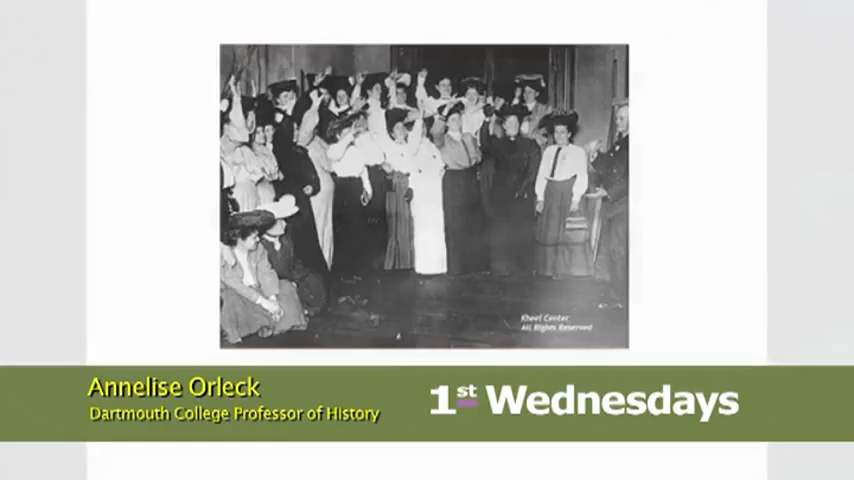 Kheel Center.
All Rights Reserved
Annelise Orleck
Dartmouth College Professor of History
1st Wednesdays